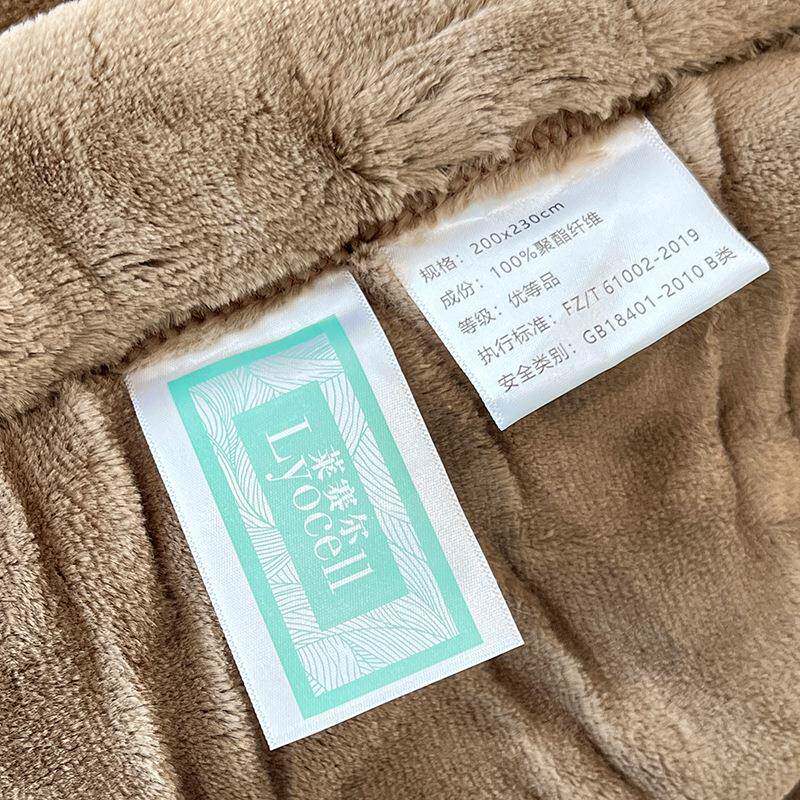 规格：200x230cm
成份：100%聚酯纤维
等级：优等品
执行标准：FZ/T 61002-2019
安全类别：GB18401-2010 B类
莱赛尔
Lyocell